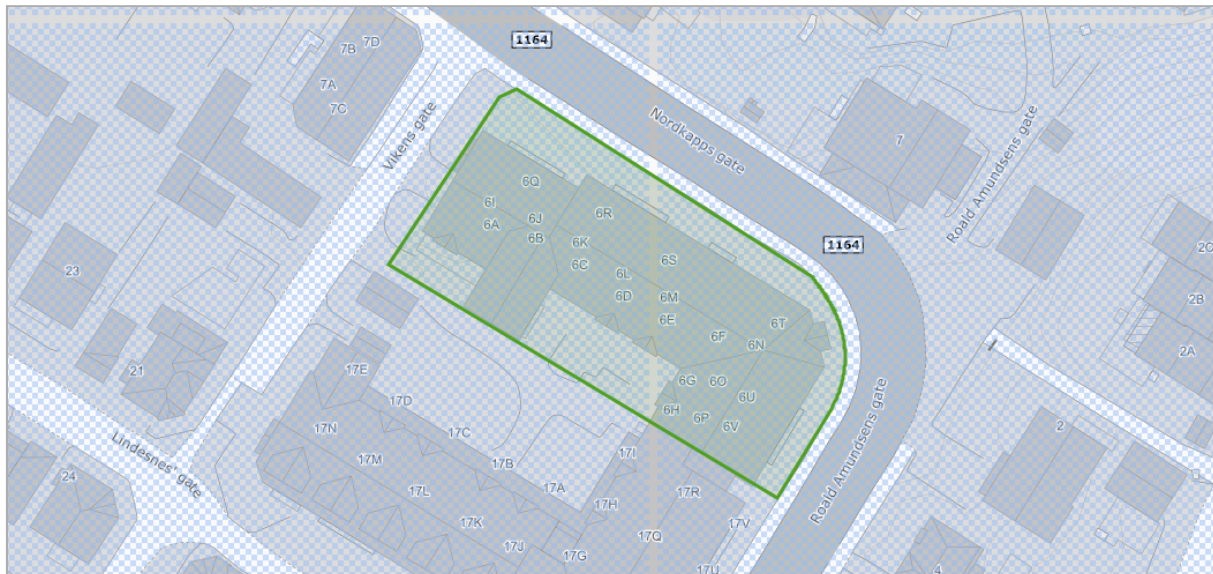 1164
7D
7B
7A
7C
Vikens gate
Nordkapps gate
7
Roald Amundsens gate
1164
6Q
6I
6J
6R
6A
6B
6K
6C
6S
6L
6D
6M
6E
6T
6F
6N
6G
6O
6U
6H
6P
6V
23
21
24
Lindesnes' gate
17E
17D
17N
17C
17M
17B
17I
17L
17A
17R
17H
17K
17V
17J
17Q
17G
17U
Roald Amundsens gate
2C
2B
2A
2
4